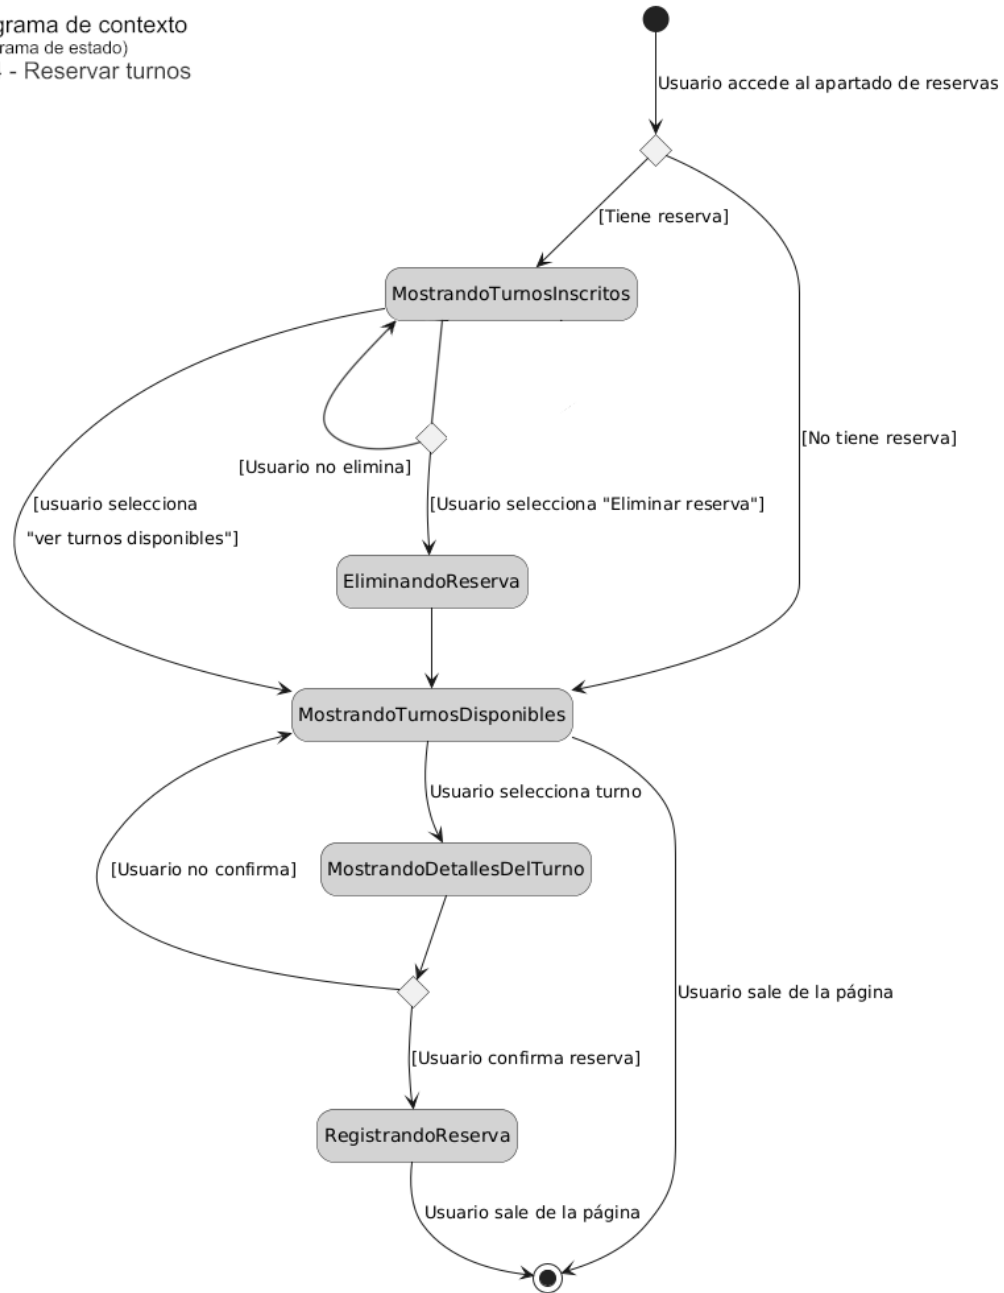 grama de contexto
rama de estado)
- Reservar turnos
Usuario accede al apartado de reservas
[Tiene reserva]
MostrandoTurnosInscritos
[No tiene reserva]
[Usuario no elimina]
[usuario selecciona
"ver turnos disponibles"]
[Usuario selecciona "Eliminar reserva"]
EliminandoReserva
MostrandoTurnosDisponibles
Usuario selecciona turno
[Usuario no confirma]
MostrandoDetallesDelTurno
Usuario sale de la página
[Usuario confirma reserva]
RegistrandoReserva
Usuario sale de la página